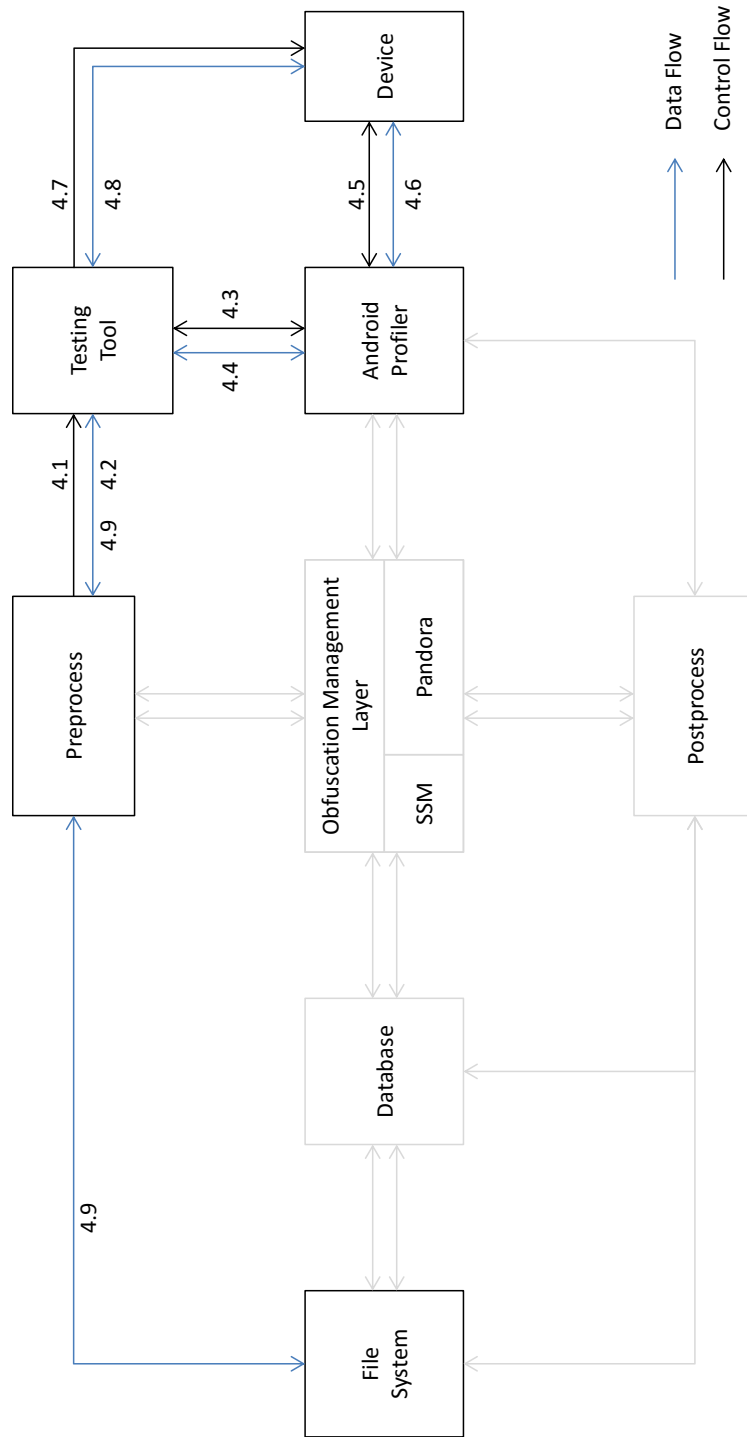 4.9
Preprocess
4.1
4.9
4.2
Testing
Tool
4.7
4.8
4.4
4.3
File
System
Database
Obfuscation Management
Layer
SSM
Pandora
Android
Profiler
4.5
4.6
Device
Postprocess
Data Flow
Control Flow